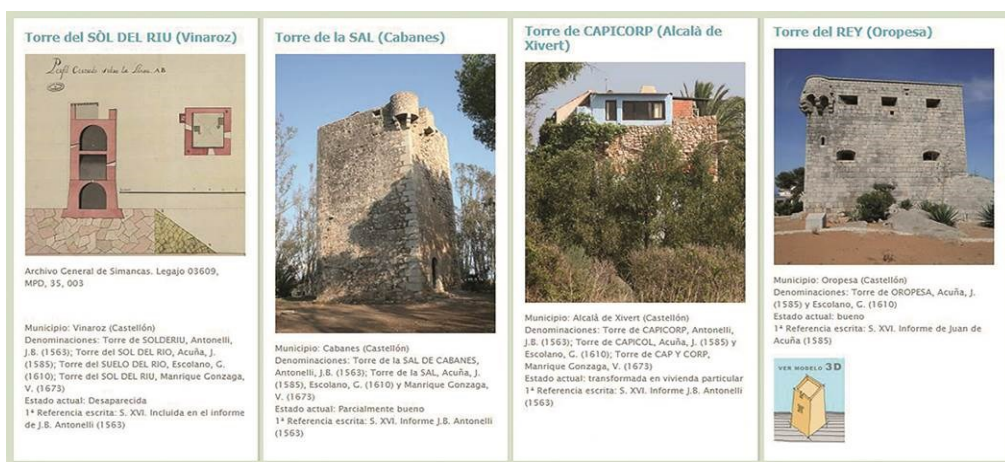 Torre del SÒL DEL RIU (Vinaroz)
Perfil Cortado sobre la Linea AB
Archivo General de Simancas. Legajo 03609,
MPD, 35, 003
Municipio: Vinaroz (Castellón)
Denominaciones: Torre de SOLDERIU, Antonelli,
J.B. (1563); Torre del SOL DEL RIO, Acuña, J.
(1585); Torre del SUELO DEL RIO, Escolano, G.
(1610); Torre del SOL DEL RIU, Manrique Gonzaga,
V. (1673)
Estado actual: Desaparecida
1ª Referencia escrita: S. XVI. Incluida en el informe
de J.B. Antonelli (1563)
Torre de la SAL (Cabanes)
Municipio: Cabanes (Castellón)
Denominaciones: Torre de la SAL DE CABANES,
Antonelli, J.B. (1563); Torre de la SAL, Acuña, J.
(1585), Escolano, G. (1610) y Manrique Gonzaga,
V. (1673)
Estado actual: Parcialmente bueno
1ª Referencia escrita: S. XVI. Informe J.B. Antonelli
(1563)
Torre de CAPICORP (Alcalà de
Xivert)
Municipio: Alcalà de Xivert (Castellón)
Denominaciones: Torre de CAPICORP, Antonelli,
J.B. (1563); Torre de CAPICOL, Acuña, J. (1585) y
Escolano, G. (1610); Torre de CAP Y CORP,
Manrique Gonzaga, V. (1673)
Estado actual: transformada en vivienda particular
1ª Referencia escrita: S. XVI. Informe J.B. Antonelli
(1563)
Torre del REY (Oropesa)
Municipio: Oropesa (Castellón)
Denominaciones: Torre de OROPESA, Acuña, J.
(1585) y Escolano, G. (1610)
Estado actual: bueno
1ª Referencia escrita: S. XVI. Informe de Juan de
Acuña (1585)
VER MODELO 3D